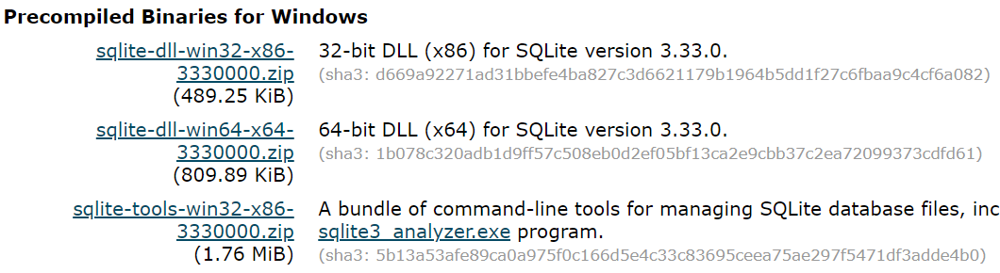 Precompiled Binaries for Windows
sqlite-dll-win32-x86- 32-bit DLL (x86) for SQLite version 3.33.0.
3330000.zip (sha3: d669a92271ad31bbefe4ba827c3d6621179b1964b5dd1f27c6fbaa9c4cf6a082)
(489.25 KiB)
sqlite-dll-win64-x64- 64-bit DLL (x64) for SQLite version 3.33.0.
3330000.zip (sha3: 1b078c320adb1d9ff57c508eb0d2ef05bf13ca2e9cbb37c2ea72099373cdfd61)
(809.89 KiB)
sqlite-tools-win32-x86- A bundle of command-line tools for managing SQLite database files, inc
3330000.zip sqlite3_analyzer.exe program.
(1.76 MiB) (sha3: 5b13a53afe89ca0a975f0c166d5e4c33c83695ceea75ae297f5471df3adde4b0)